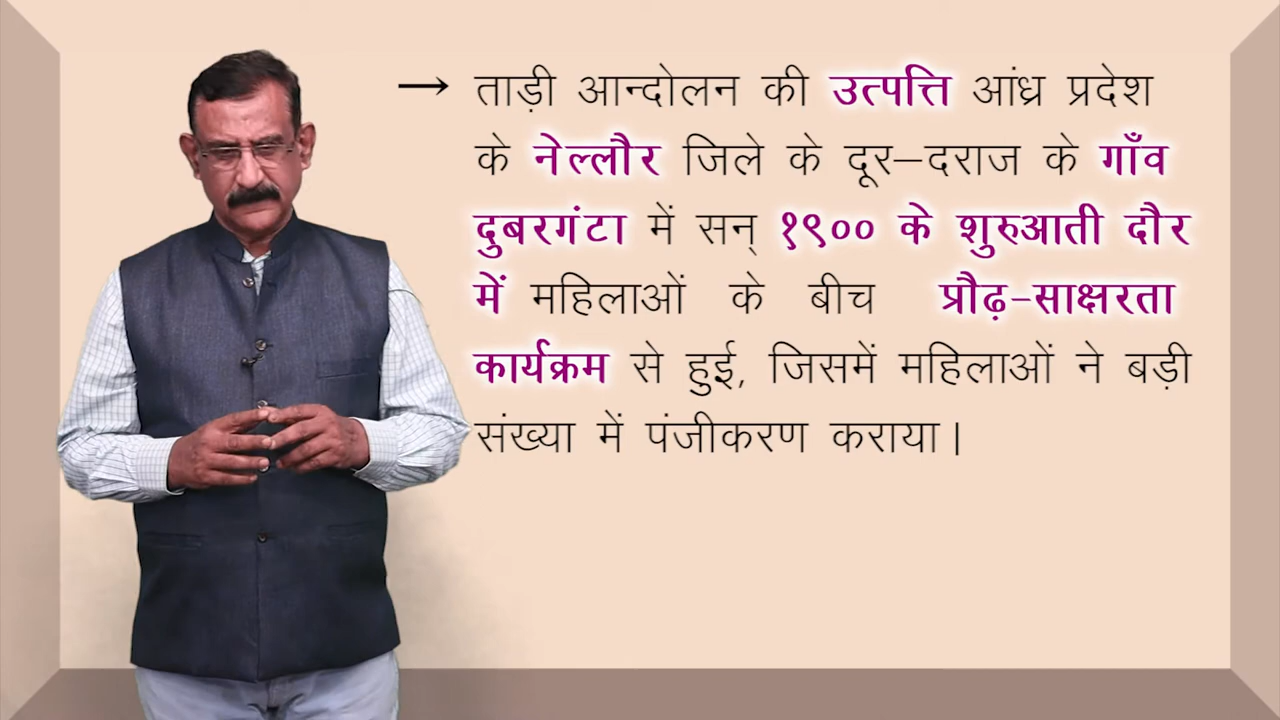 → ताड़ी आन्दोलन की उत्पत्ति आंध्र प्रदेश
के नेल्लौर जिले के दूर–दराज के गाँव
दुबरगंटा में सन् १९०० के शुरुआती दौर
में महिलाओं के बीच प्रौढ़-साक्षरता
कार्यक्रम से हुई, जिसमें महिलाओं ने बड़ी
संख्या में पंजीकरण कराया।